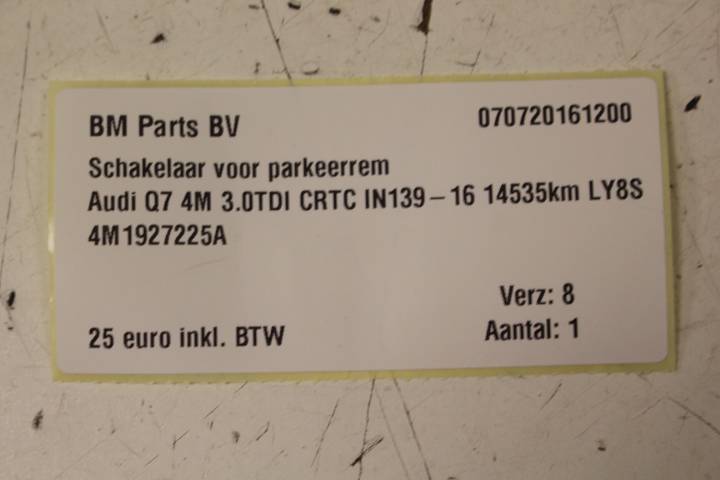 BM Parts BV 070720161200
Schakelaar voor parkeerrem
Audi Q7 4M 3.0TDI CRTC IN139-16 14535km LY8S
4M1927225A
Verz: 8
25 euro inkl. BTW Aantal: 1